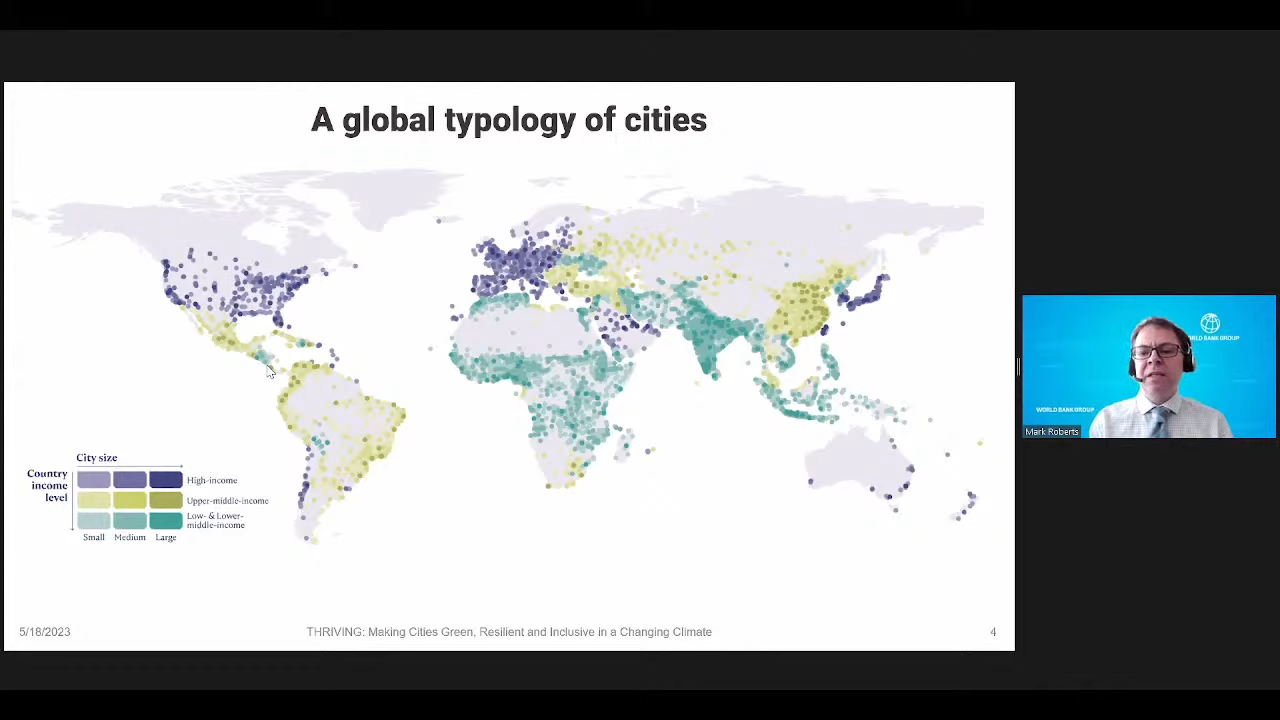 A global typology of cities
City size
Country
income
level
High-income
Upper-middle-income
Low- & Lower-
middle-income
Small Medium Large
5/18/2023
THRIVING: Making Cities Green, Resilient and Inclusive in a Changing Climate
4
WORLD BANK GROUP
WORLD BANK GROUP
Mark Roberts